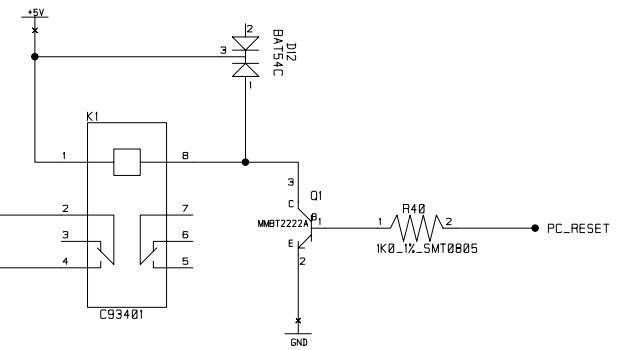 +5V
2
D12
BAT54C
3
1
K1
1
8
3
Q1
C
B
1
MMBT2222A
E
2
R40
1
2
1K0_1%_SMT0805
PC_RESET
2
7
3
6
4
5
C93401
GND